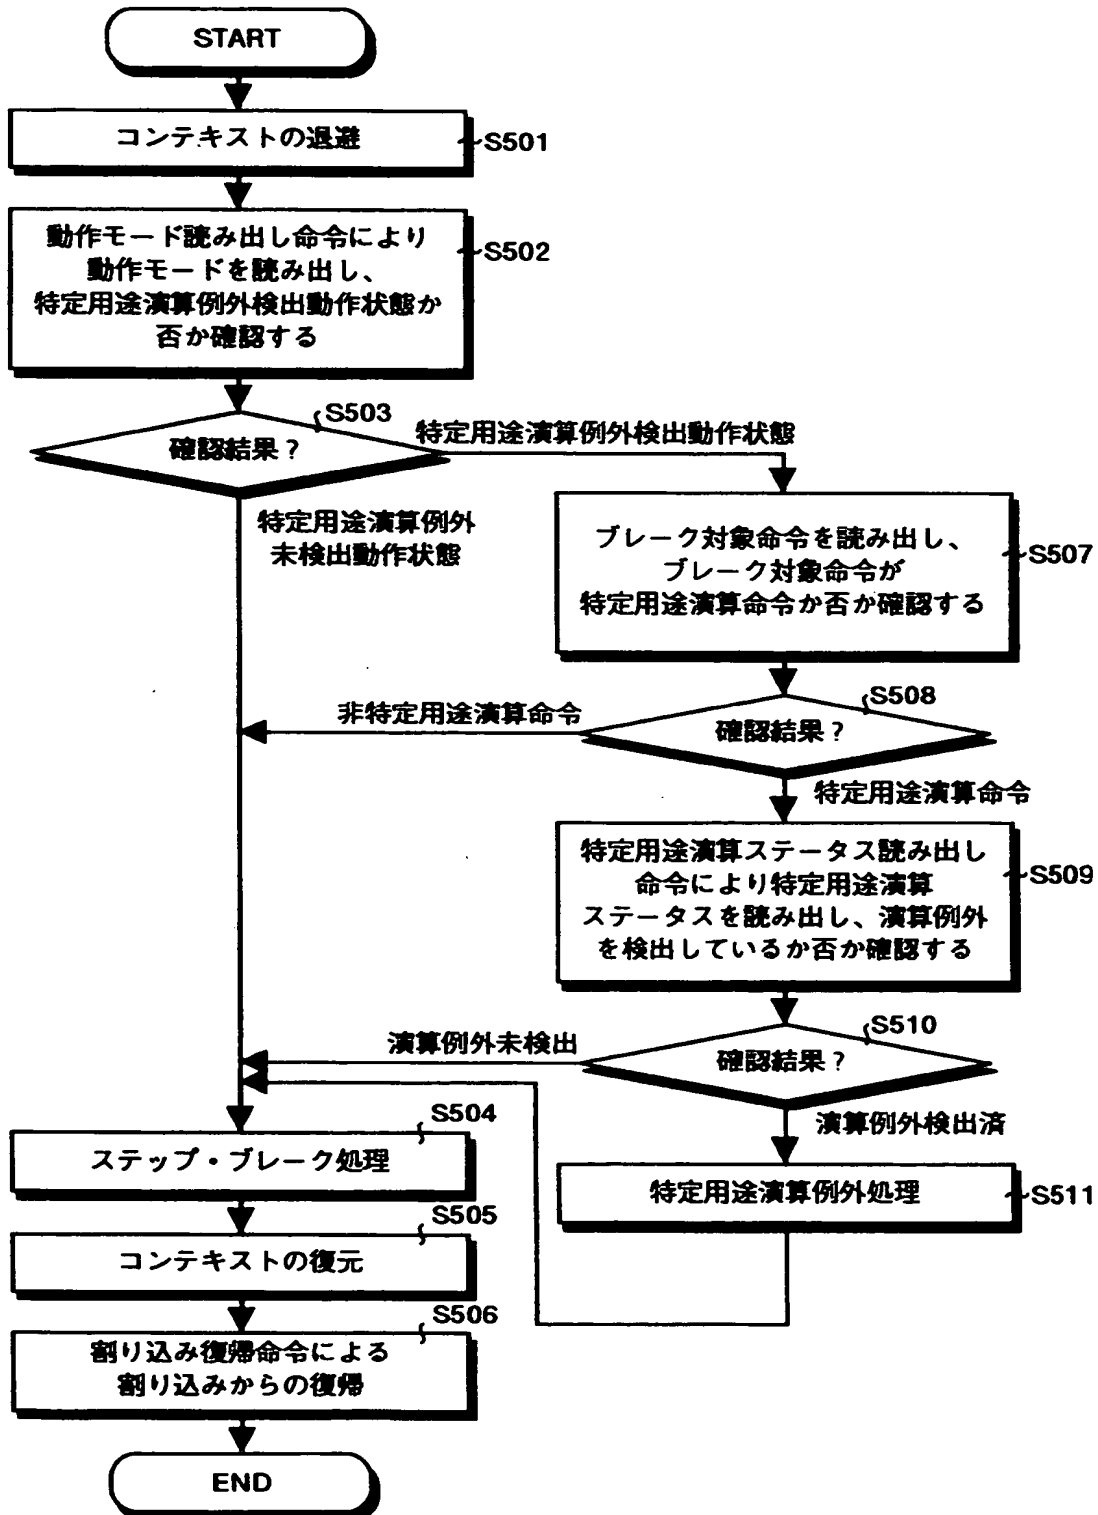 START
コンテキストの退避
S501
動作モード読み出し命令により
動作モードを読み出し、
特定用途演算例外検出動作状態か
否か確認する
S502
S503
確認結果？
特定用途演算例外検出動作状態
特定用途演算例外
未検出動作状態
ブレーク対象命令を読み出し、
ブレーク対象命令が
特定用途演算命令か否か確認する
S507
S508
非特定用途演算命令
確認結果？
特定用途演算命令
特定用途演算ステータス読み出し
命令により特定用途演算
ステータスを読み出し、演算例外
を検出しているか否か確認する
S509
S510
演算例外未検出
確認結果？
演算例外検出済
S504
ステップ・ブレーク処理
特定用途演算例外処理
S511
S505
コンテキストの復元
S506
割り込み復帰命令による
割り込みからの復帰
END